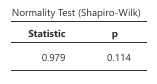 Normality Test (Shapiro-Wilk)
Statistic p
0.979 0.114